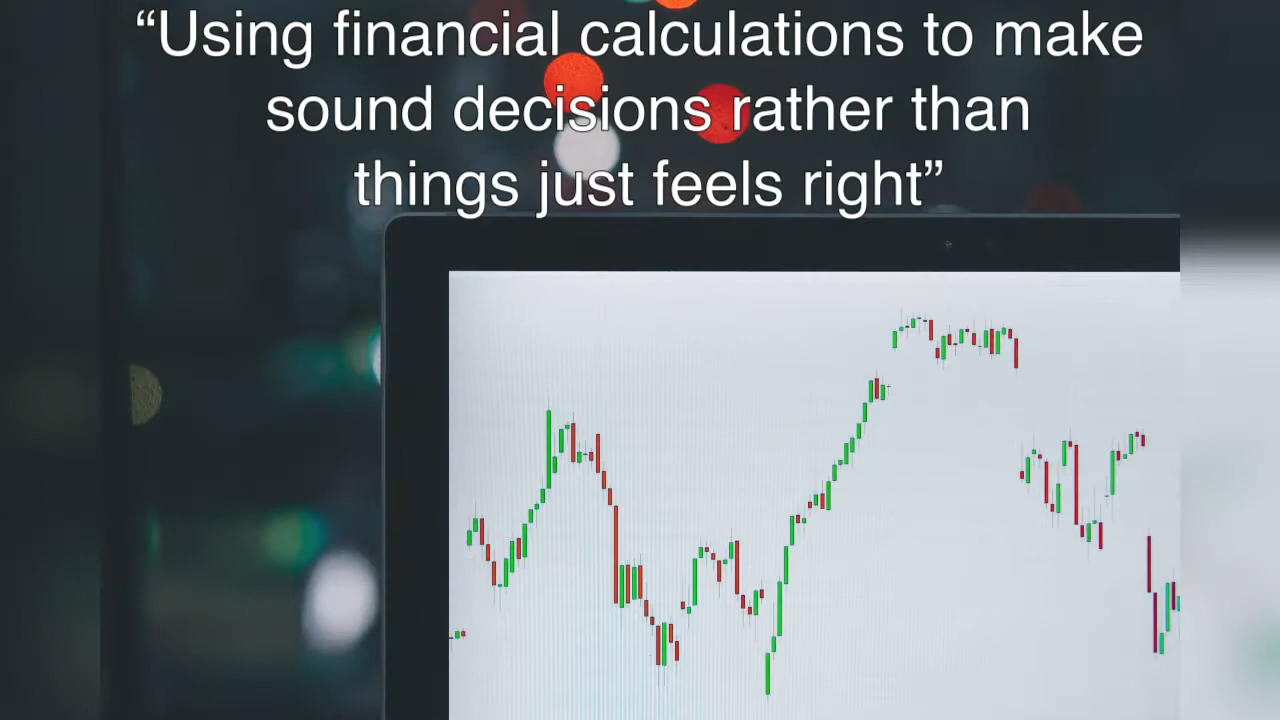 “Using financial calculations to make
sound decisions rather than
things just feels right”